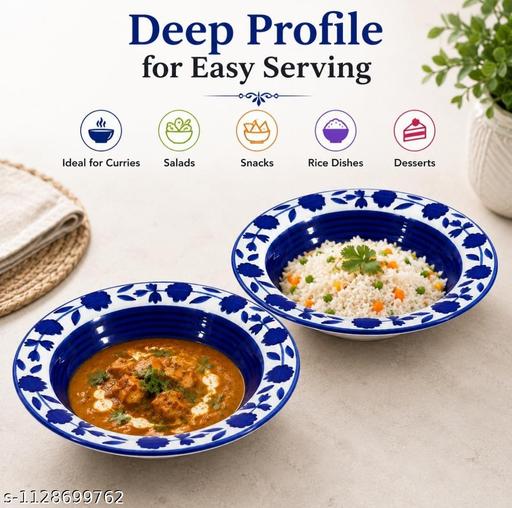 Deep Profile
for Easy Serving
Ideal for Curries
Salads
Snacks
Rice Dishes
Desserts
s-1128699762